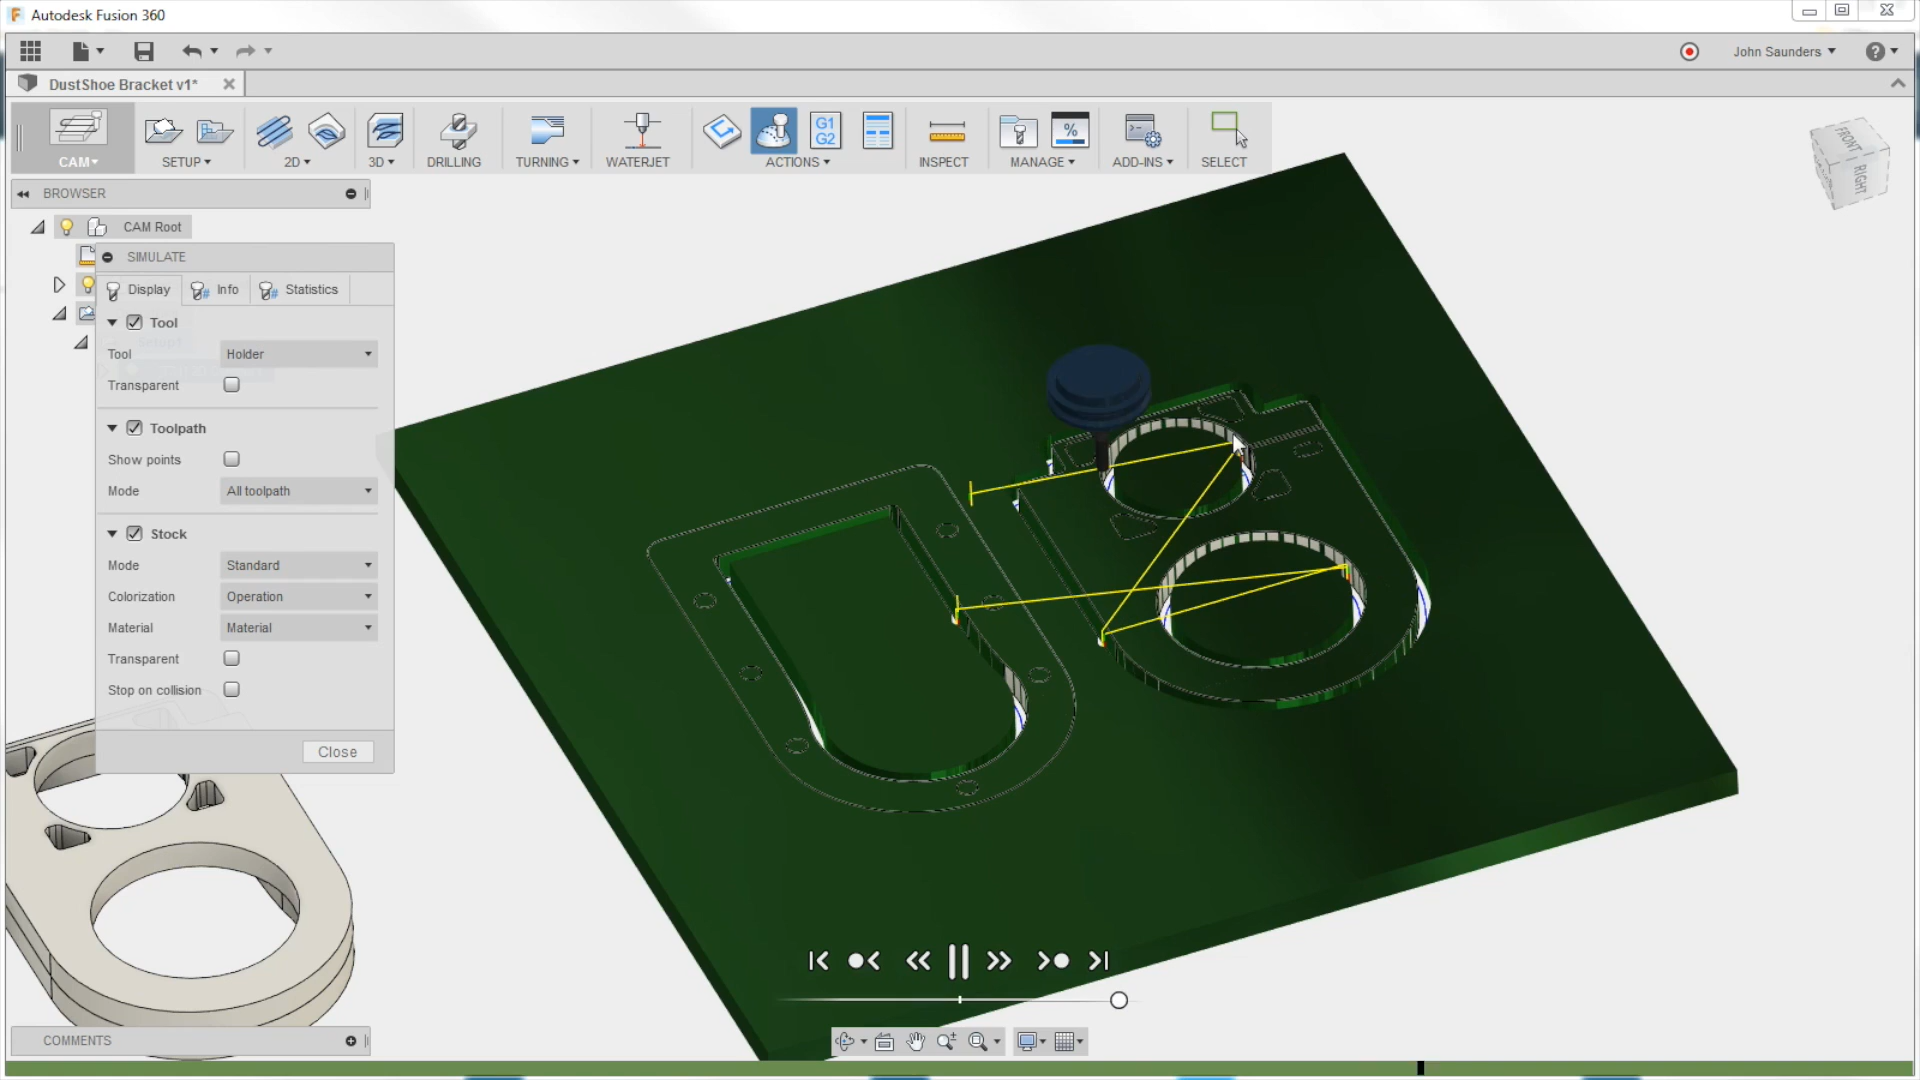 Autodesk Fusion 360
John Saunders
DustShoe Bracket v1*
CAM
SETUP
2D
3D
DRILLING
TURNING
WATERJET
G1
G2
ACTIONS
INSPECT
%
MANAGE
ADD-INS
SELECT
FRONT
RIGHT
BROWSER
CAM Root
SIMULATE
Display
Info
Statistics
Tool
Tool
Holder
Transparent
Toolpath
Show points
Mode
All toolpath
Stock
Mode
Standard
Colorization
Operation
Material
Material
Transparent
Stop on collision
Close
COMMENTS